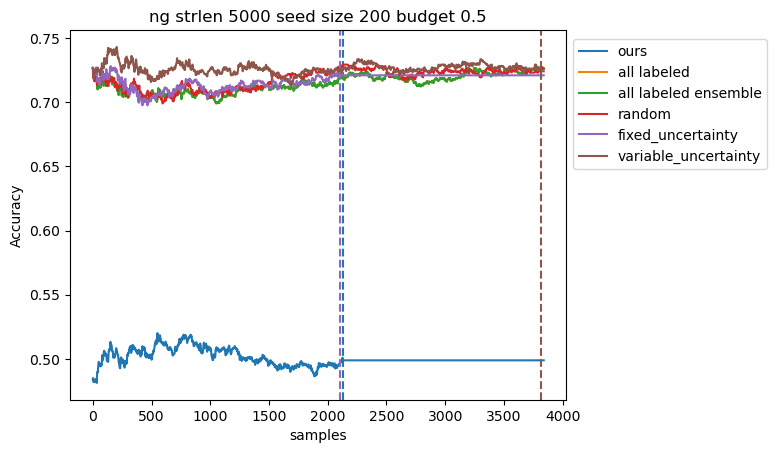 ng strlen 5000 seed size 200 budget 0.5
0.75
0.70
0.65
0.60
0.55
0.50
Accuracy
0 500 1000 1500 2000 2500 3000 3500 4000
samples
ours
all labeled
all labeled ensemble
random
fixed_uncertainty
variable_uncertainty